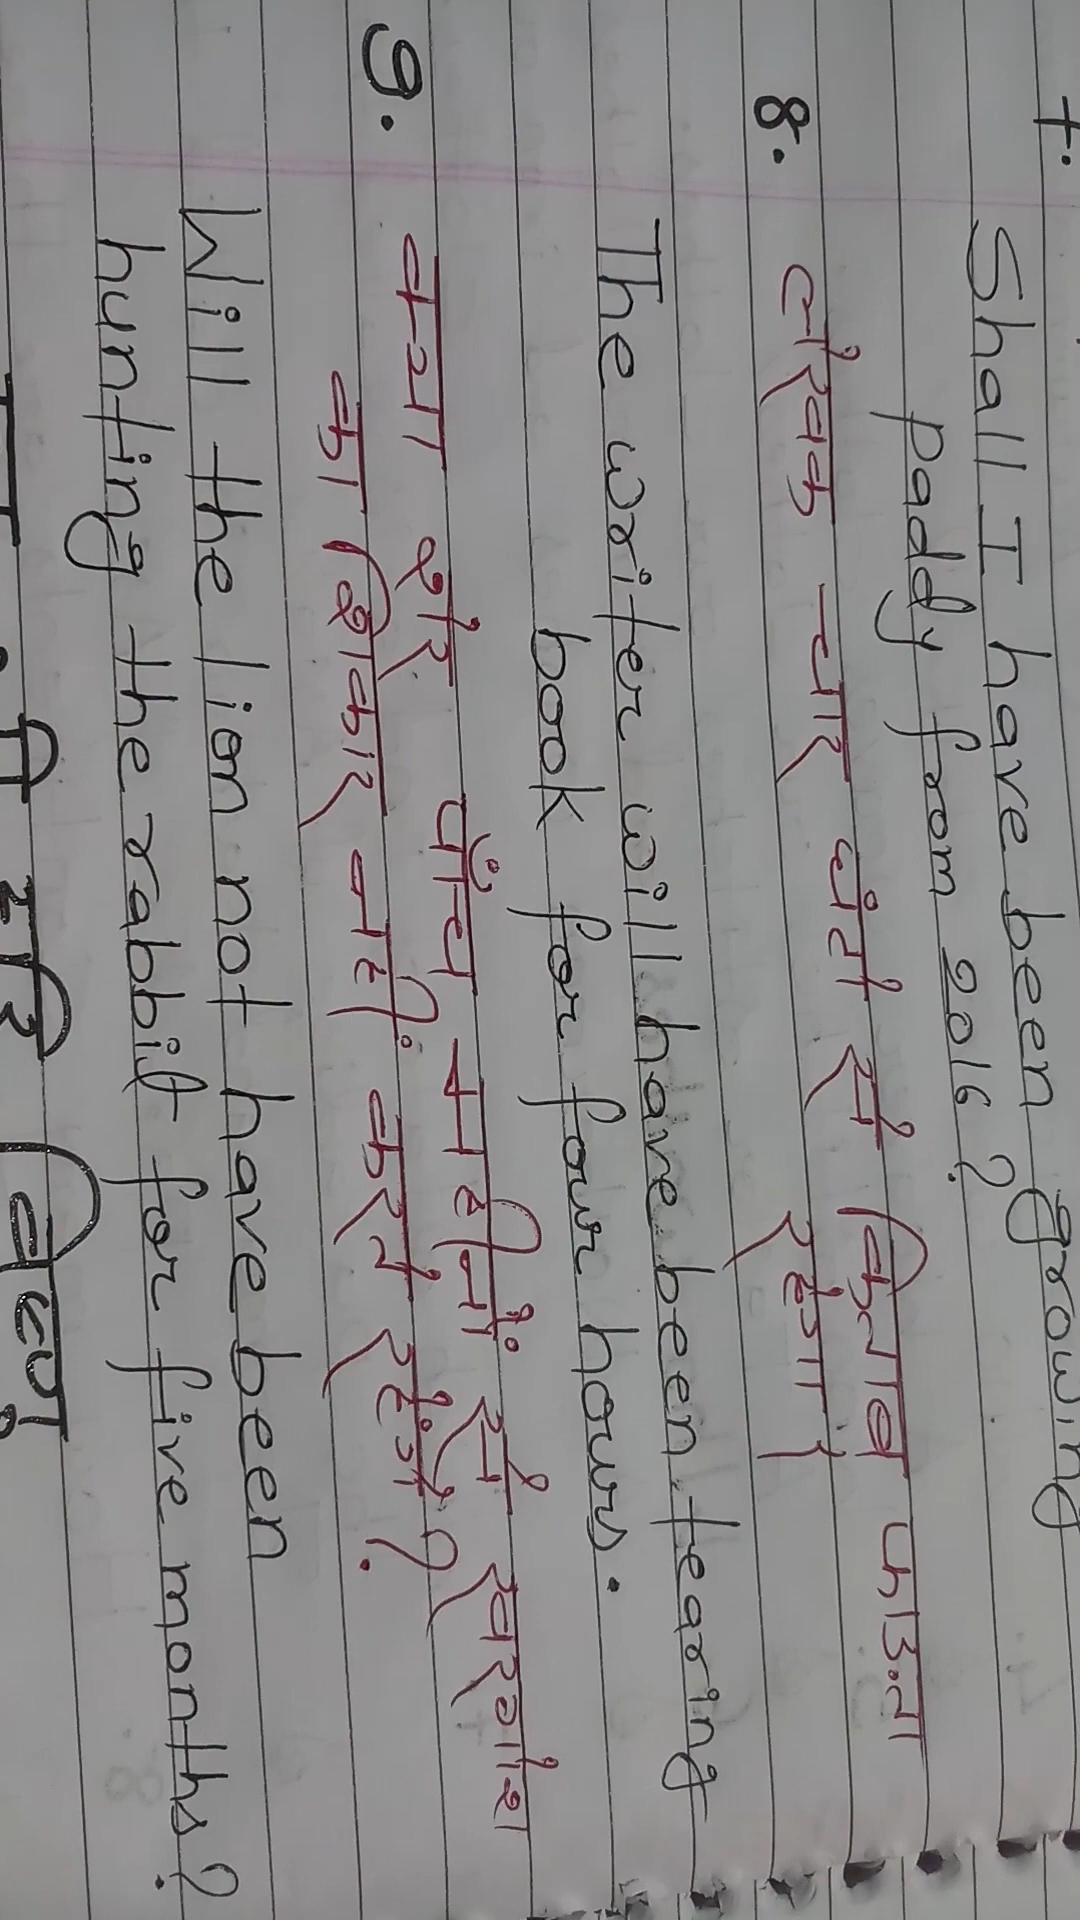 7.
Shall I have been growing
paddy from 2016?
8. लेखक चार घंटे से किताब फाड़ता
रहेगा।
The writer will have been tearing
book for four hours.
9. क्या शेर पाँच महीनों से खरगोश
का शिकार नहीं करते रहेंगे?
Will the lion not have been
hunting the rabbit for five months?